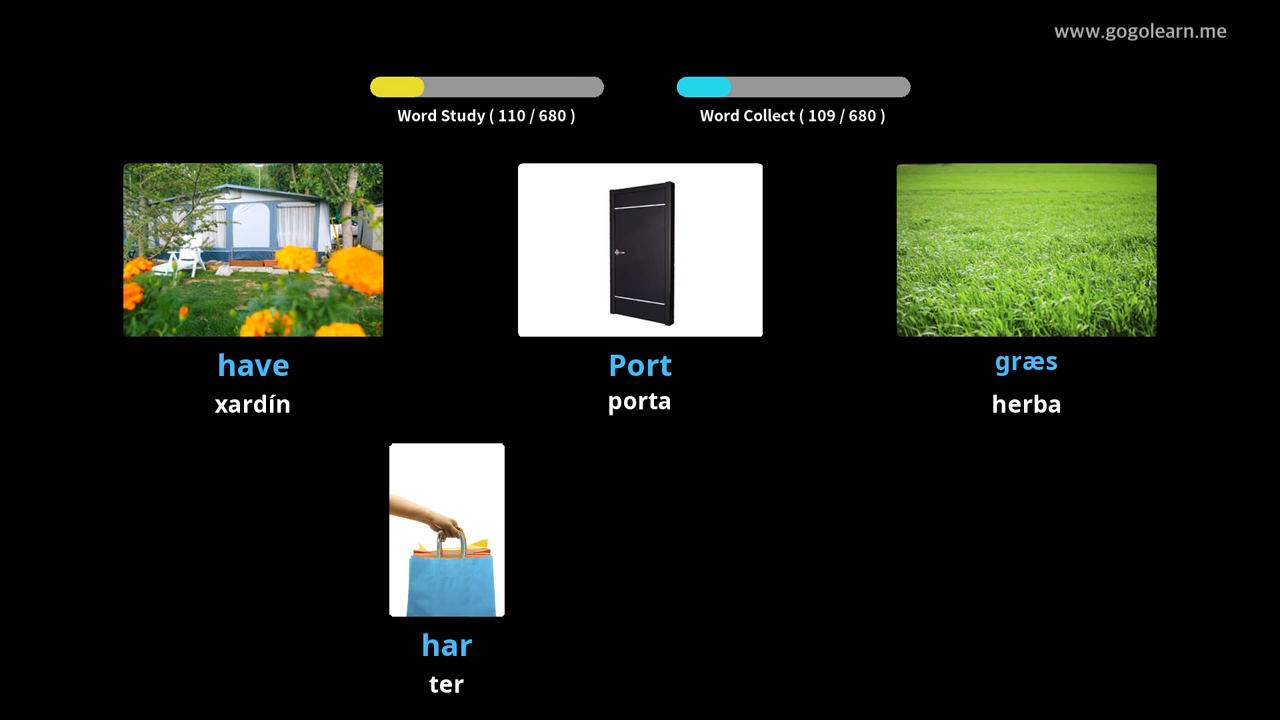 www.gogolearn.me
Word Study ( 110 / 680 )
Word Collect ( 109 / 680 )
have
xardín
Port
porta
græs
herba
har
ter